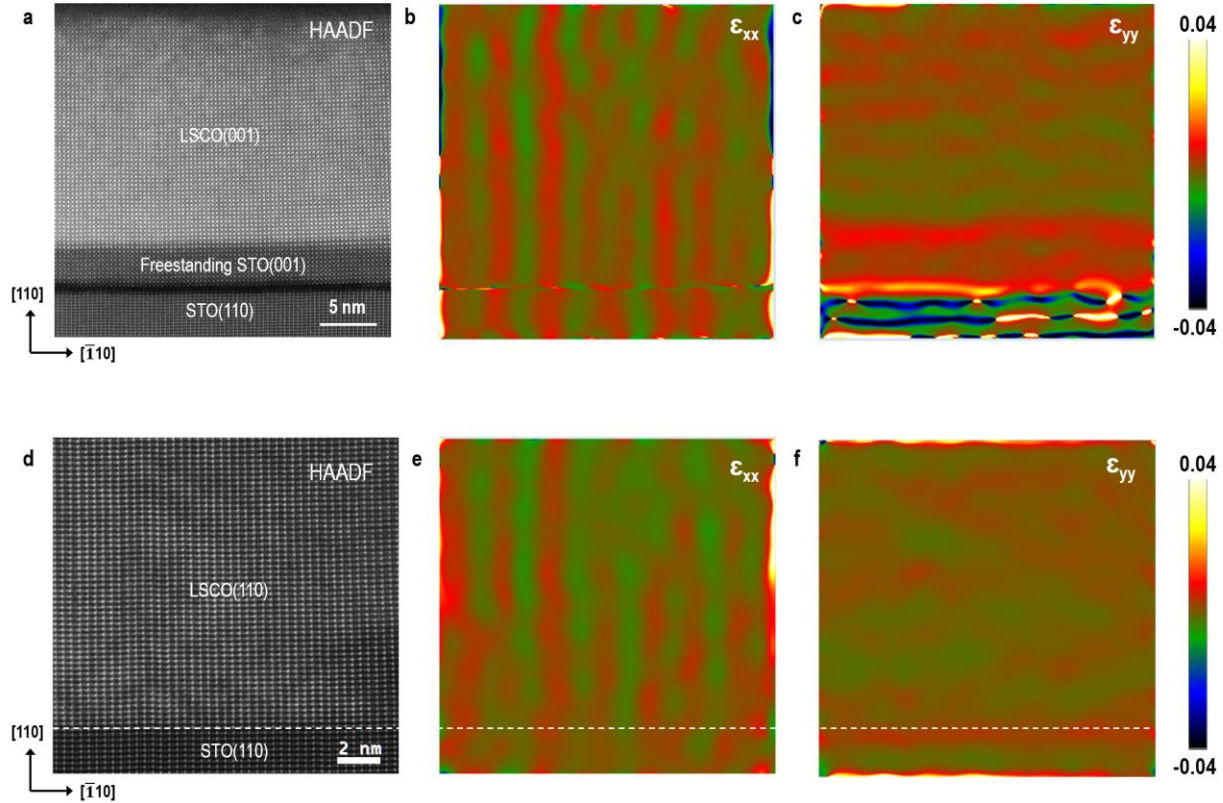 a
HAADF
LSCO(001)
Freestanding STO(001)
STO(110)
5 nm
[110]
[1̅10]
b
εxx
c
εyy
0.04
-0.04
d
HAADF
LSCO(110)
STO(110)
2 nm
[110]
[1̅10]
e
εxx
f
εyy
0.04
-0.04